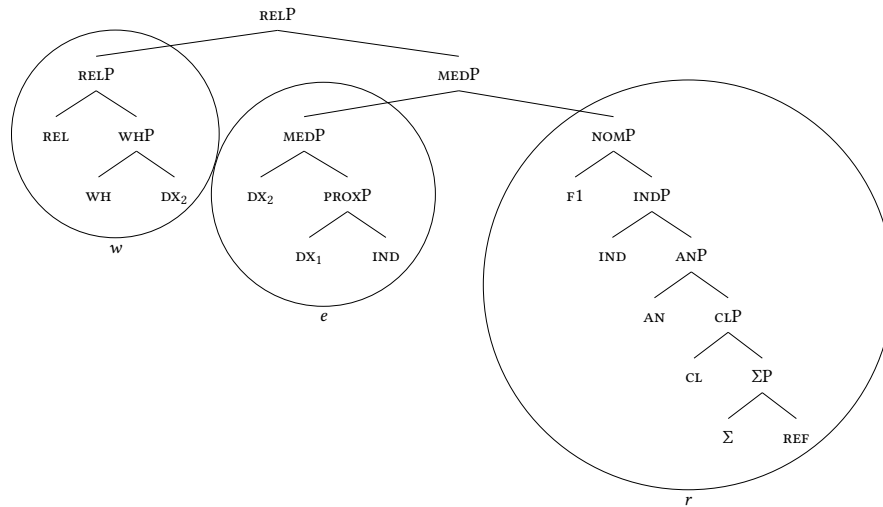 RELP
RELP MEDP
REL WHP MEDP NOMP
WH DX₂ DX₂ PROXP F1 INDP
w DX₁ IND IND ANP
e AN CLP
CL ΣP
Σ REF
r